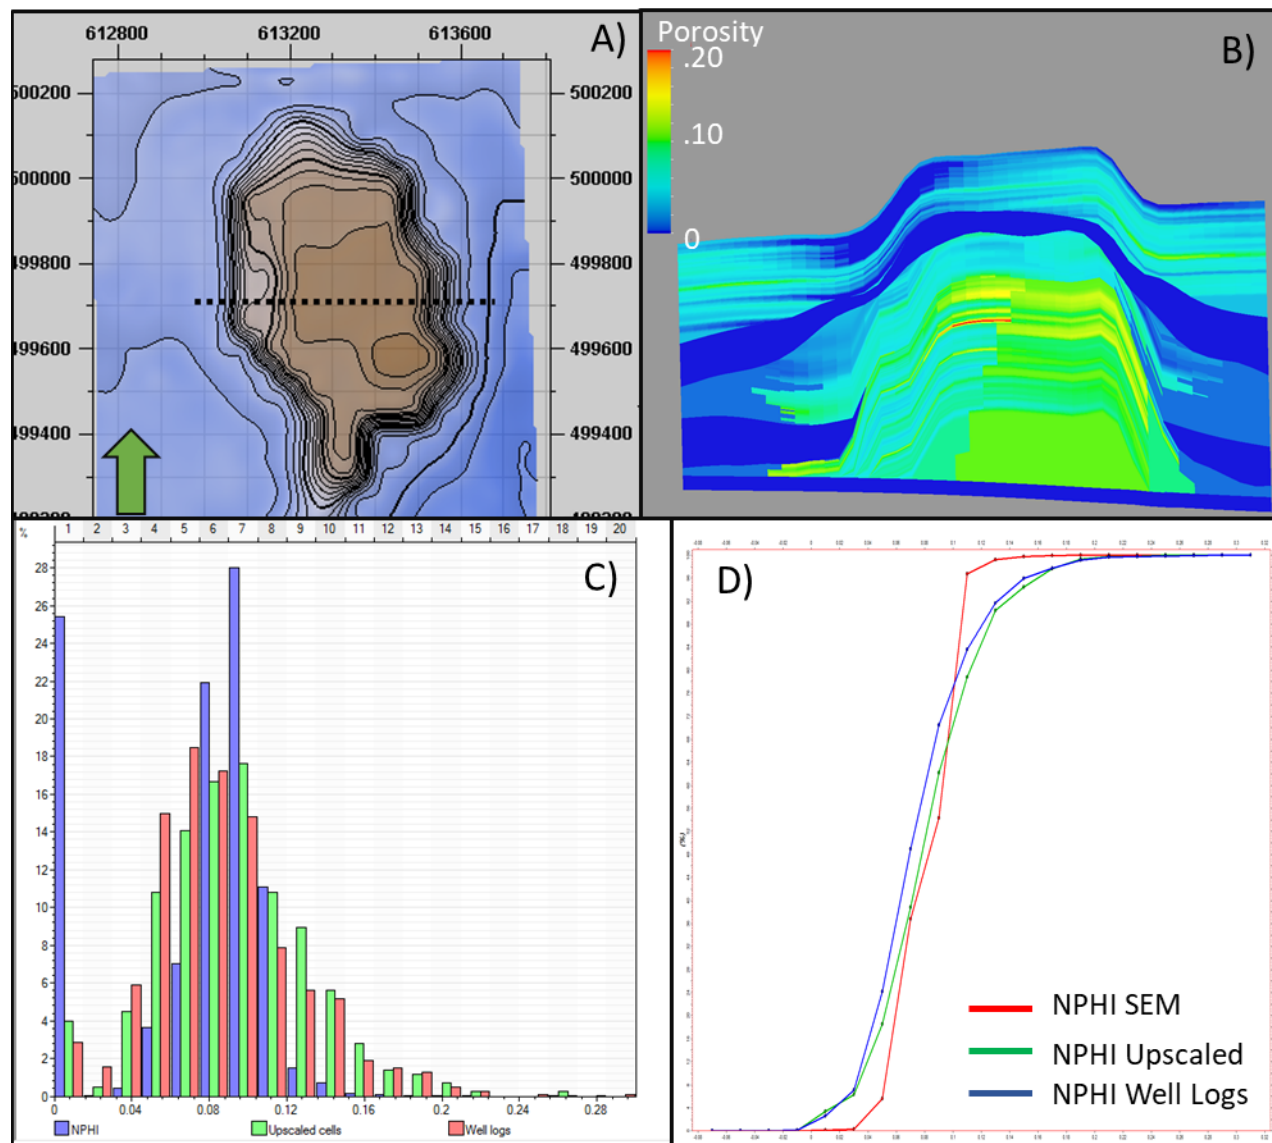 612800 613200 613600
A)
500200 500200
500000 500000
499800 499800
499600 499600
499400 499400
Porosity
.20
.10
0
B)
% 1 2 3 4 5 6 7 8 9 10 11 12 13 14 15 16 17 18 19 20
C)
28
26
24
22
20
18
16
14
12
10
8
6
4
2
0
0 0.04 0.08 0.12 0.16 0.2 0.24 0.28
NPHI Upscaled cells Well logs
D)
(%)
NPHI SEM
NPHI Upscaled
NPHI Well Logs